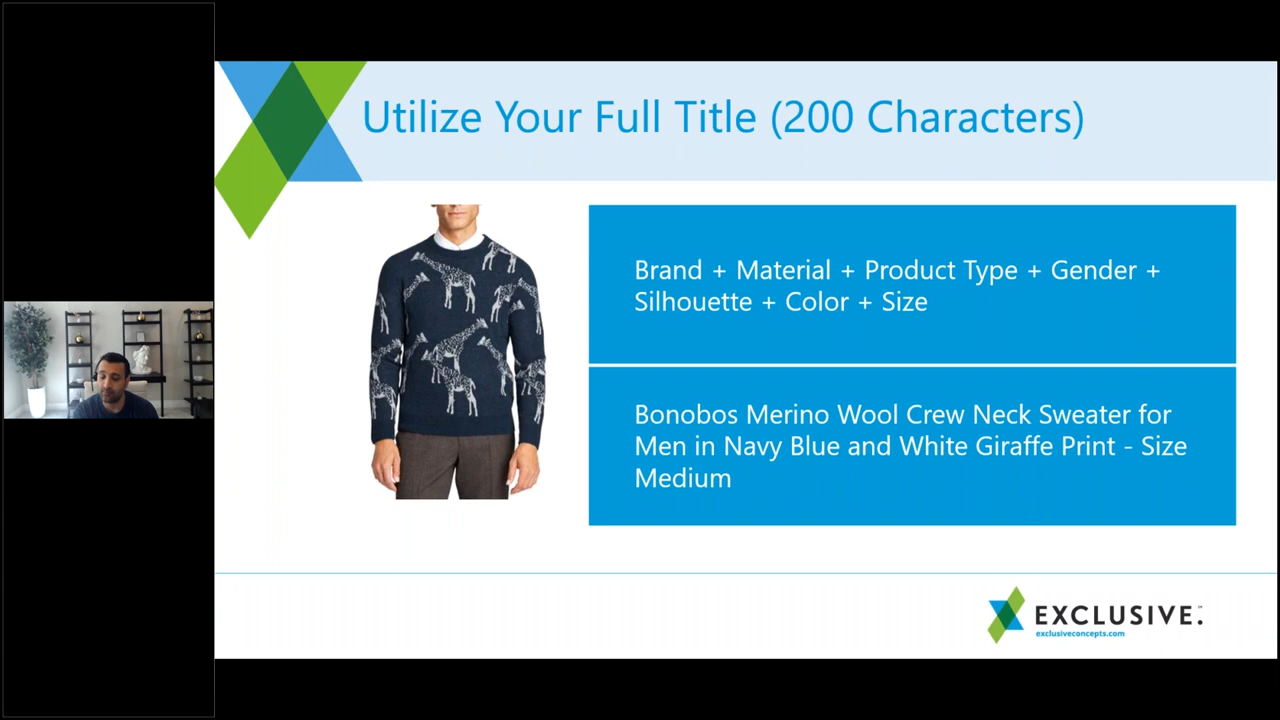 Utilize Your Full Title (200 Characters)
Brand + Material + Product Type + Gender +
Silhouette + Color + Size
Bonobos Merino Wool Crew Neck Sweater for
Men in Navy Blue and White Giraffe Print - Size
Medium
EXCLUSIVE.
exclusiveconcepts.com